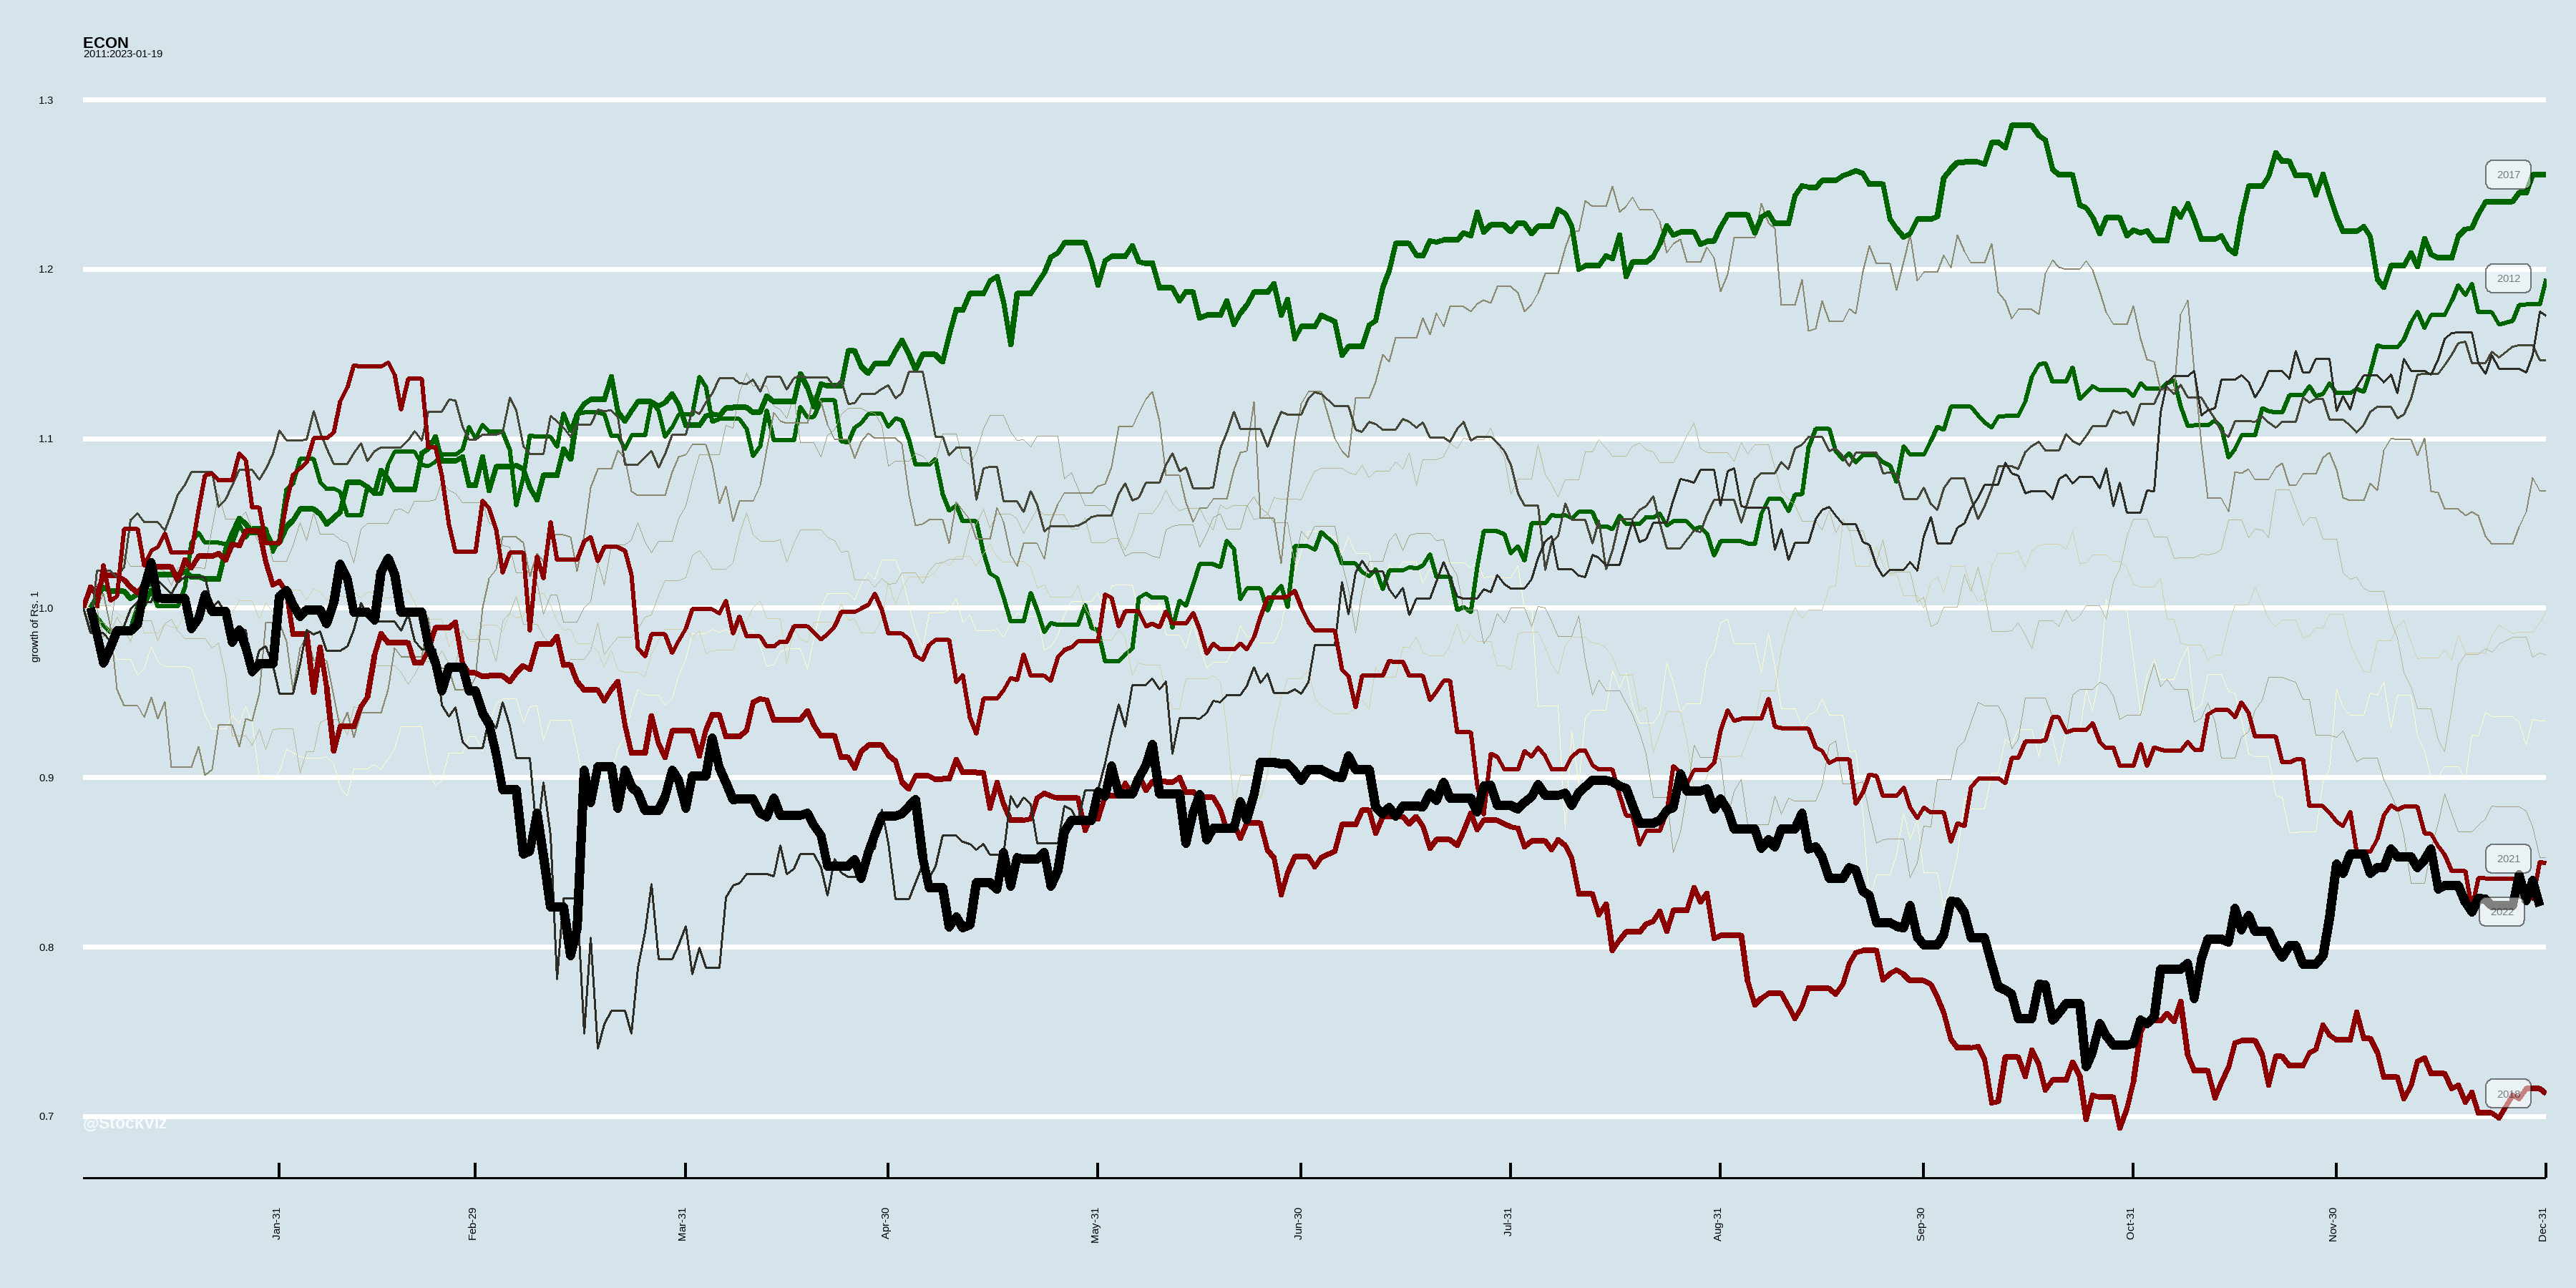 ECON
2011:2023-01-19
1.3
1.2
1.1
1.0
0.9
0.8
0.7
growth of Rs. 1
2017
2012
2021
2022
@StockViz
Jan-31
Feb-29
Mar-31
Apr-30
May-31
Jun-30
Jul-31
Aug-31
Sep-30
Oct-31
Nov-30
Dec-31